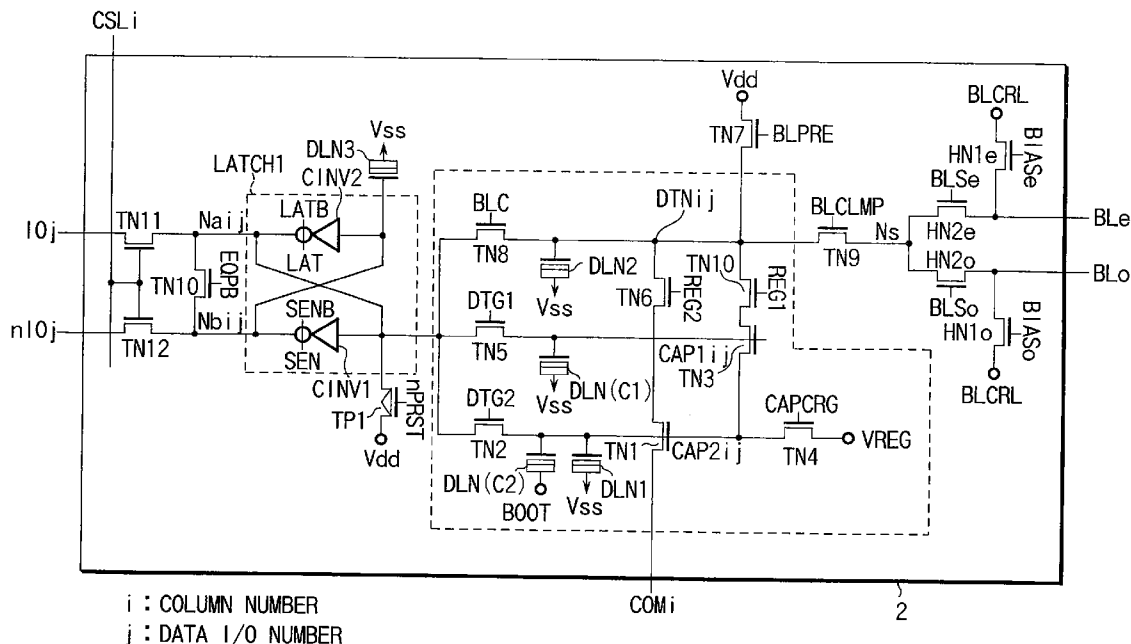 CSLi
Vdd
BLCRL
BIASe
TN7
BLPRE
HN1e
Vss
DLN3
LATCH1
CINV2
BLSe
DTNij
BLC
BLCLMP
TN11
Naij
LATB
IOj
BLe
LAT
TN8
TN9
Ns
HN2e
HN2o
EQPB
TN10
DLN2
Vss
TN6
REG2
TN10
REG1
BLo
BLSo
HN1o
BIASo
nIOj
Nbij
SENB
DTG1
TN12
SEN
TN5
CAP1ij
TN3
CINV1
DLN(C1)
Vss
BLCRL
nPRST
TP1
DTG2
CAPCRG
VREG
TN2
TN1
CAP2ij
TN4
Vdd
DLN(C2)
DLN1
Vss
BOOT
COMi
2
i : COLUMN NUMBER
j : DATA I/O NUMBER